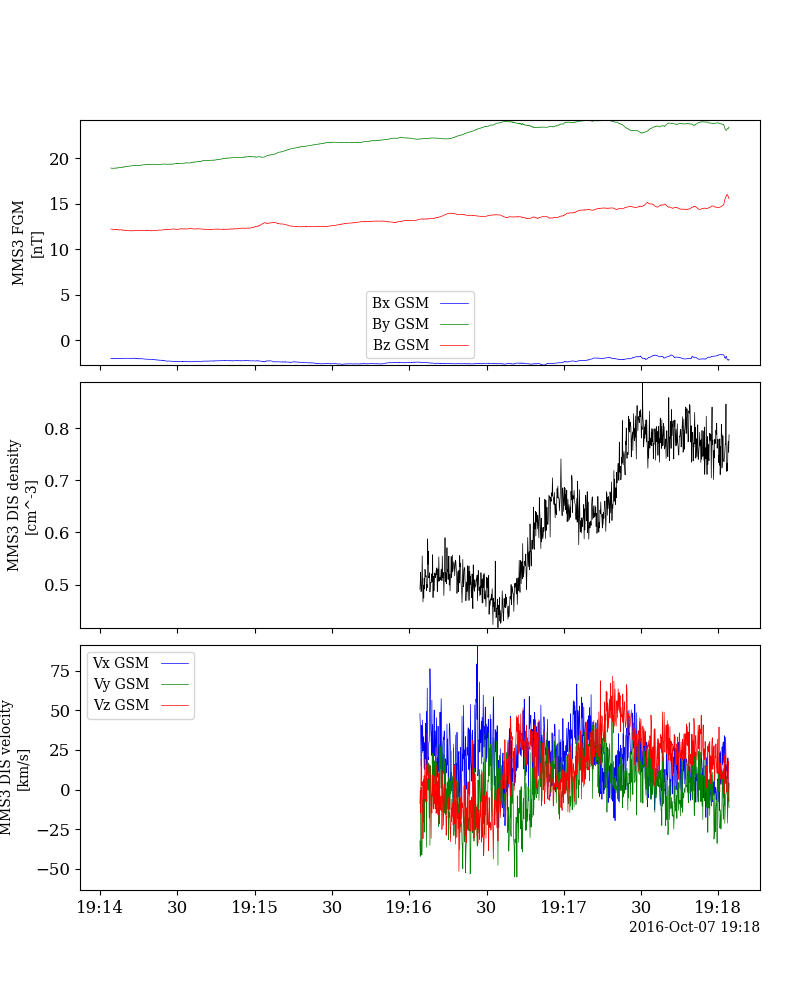 20
15
10
5
0
MMS3 FGM
[nT]
Bx GSM
By GSM
Bz GSM
0.8
0.7
0.6
0.5
MMS3 DIS density
[cm^-3]
75
50
25
0
−25
−50
MMS3 DIS velocity
[km/s]
Vx GSM
Vy GSM
Vz GSM
19:14 30 19:15 30 19:16 30 19:17 30 19:18
2016-Oct-07 19:18